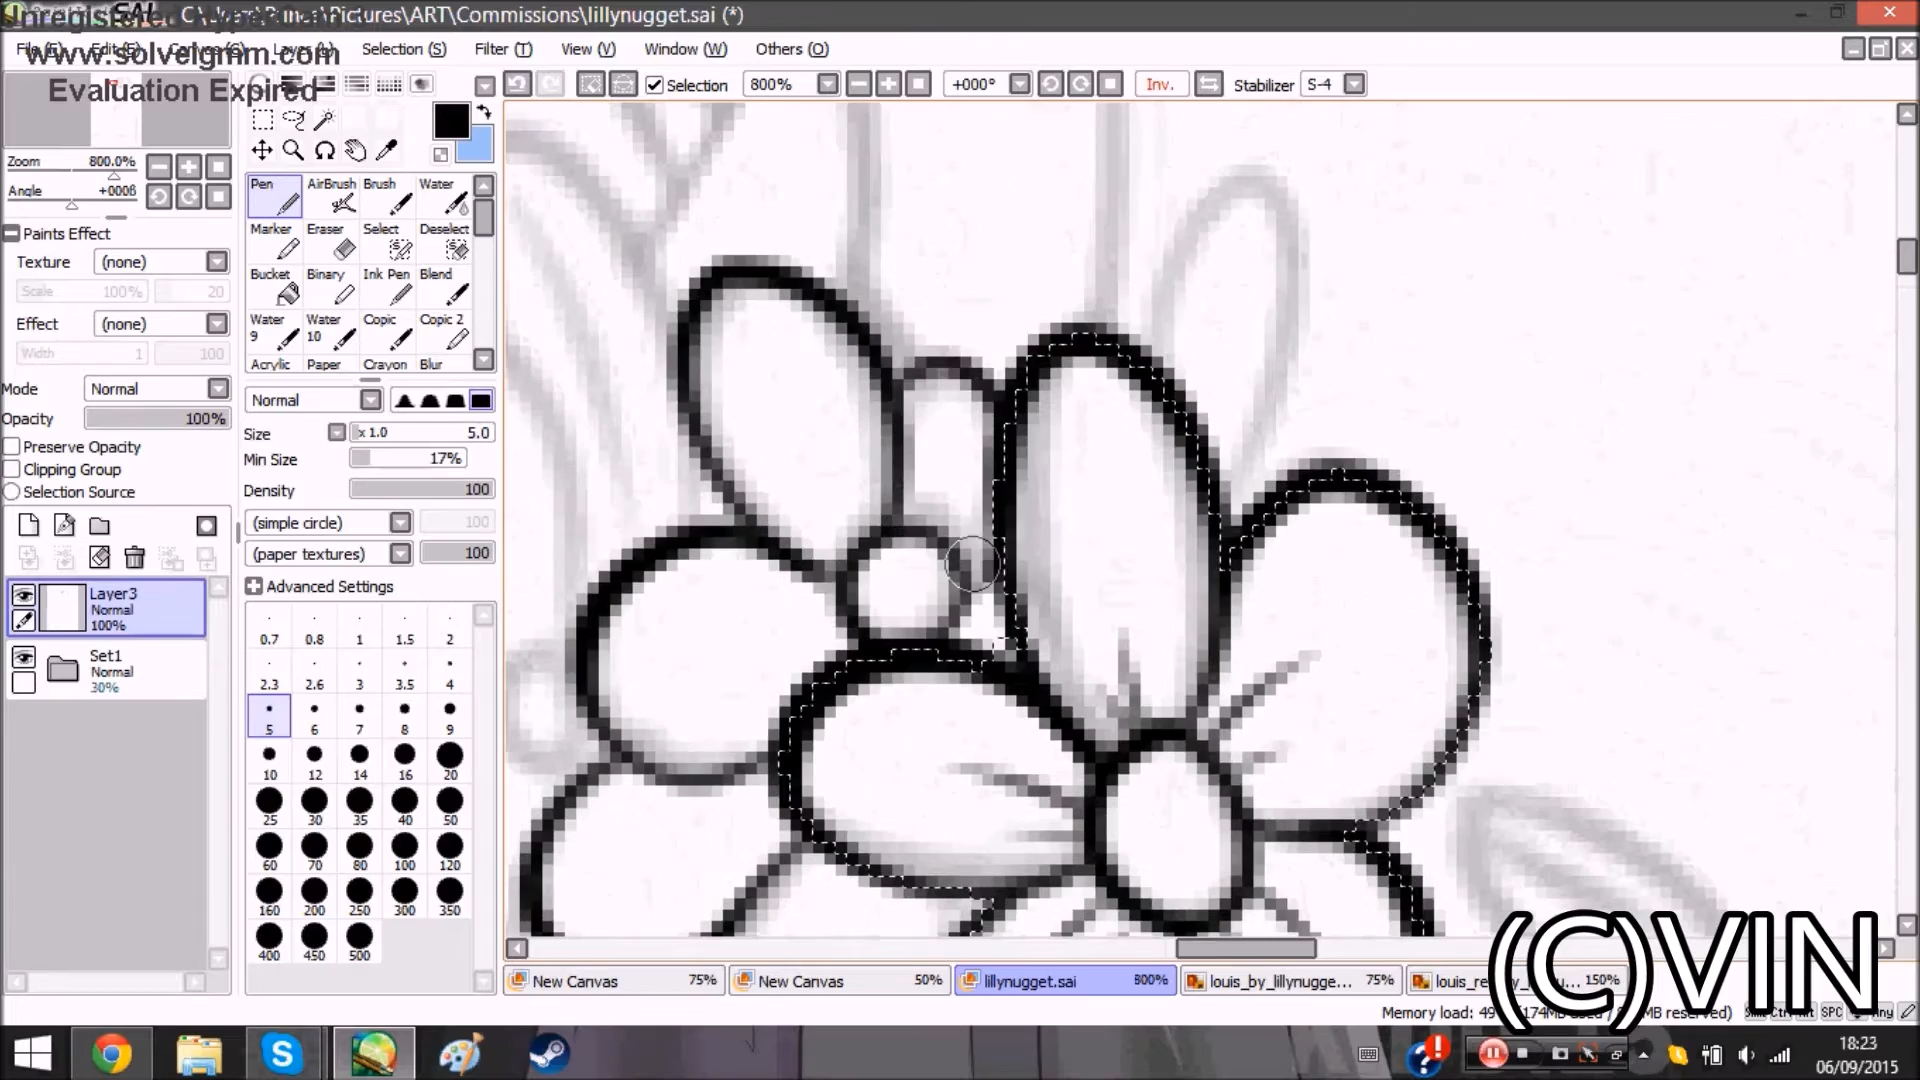 C:\Users\Prince\Pictures\ART\Commissions\lillynugget.sai (*)
www.solveigmm.com
Evaluation Expired
Selection (S)
Filter (T)
View (V)
Window (W)
Others (O)
Selection
800%
+000°
Inv.
Stabilizer S-4
Zoom 800.0%
Angle
Paints Effect
Texture (none)
Scale 100% 20
Effect (none)
Width 1 100
Mode Normal
Opacity 100%
Preserve Opacity
Clipping Group
Selection Source
Layer3
Normal
100%
Set1
Normal
30%
Pen AirBrush Brush Water
Marker Eraser Select Deselect
Bucket Binary Ink Pen Blend
Water 9 Water 10 Copic Copic 2
Acrylic Paper Crayon Blur
Normal
Size x 1.0 5.0
Min Size 17%
Density 100
(simple circle) 100
(paper textures) 100
Advanced Settings
0.7 0.8 1 1.5 2
2.3 2.6 3 3.5 4
5 6 7 8 9
10 12 14 16 20
25 30 35 40 50
60 70 80 100 120
160 200 250 300 350
400 450 500
New Canvas 75%
New Canvas 50%
lillynugget.sai 800%
louis_by_lillynugge... 75%
150%
(C)VIN
Memory load:
SPC
18:23
06/09/2015